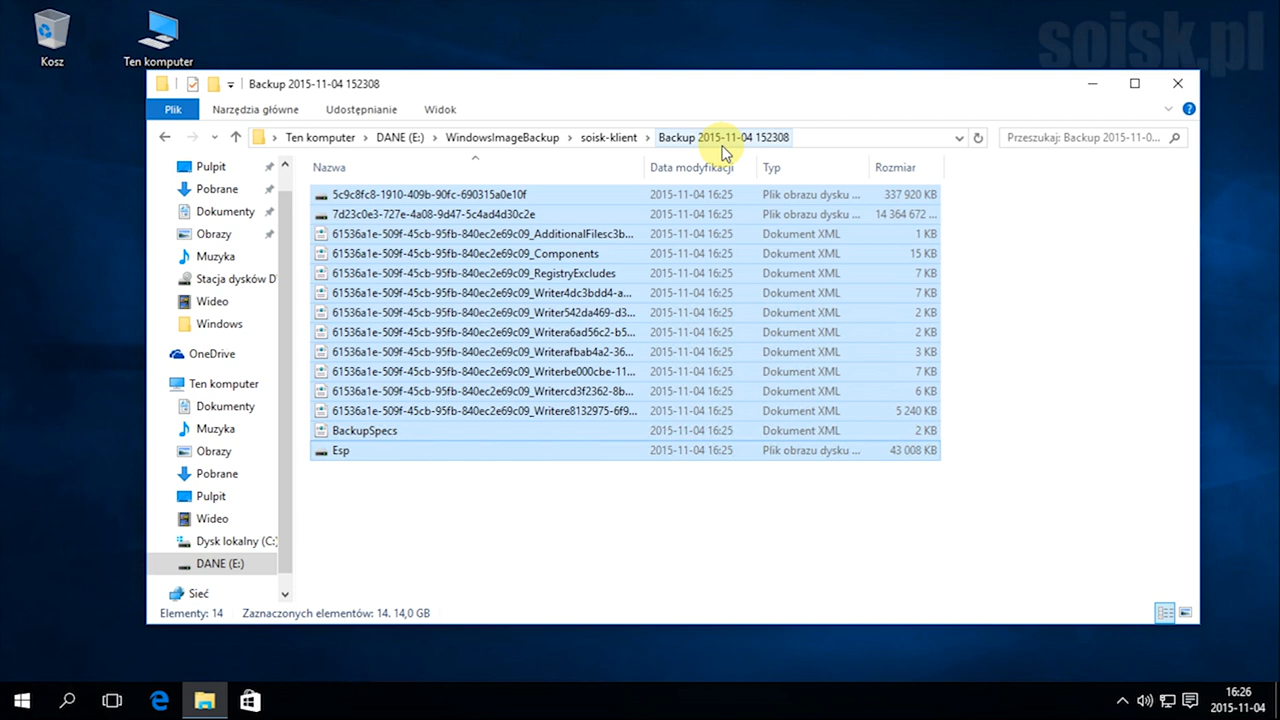 soisk.pl
Kosz
Ten komputer
Backup 2015-11-04 152308
Plik Narzędzia główne Udostępnianie Widok
Ten komputer DANE (E:) WindowsImageBackup soisk-klient Backup 2015-11-04 152308 Przeszukaj: Backup 2015-11-0...
Nazwa Data modyfikacji Typ Rozmiar
5c9c8fc8-1910-409b-90fc-690315a0e10f 2015-11-04 16:25 Plik obrazu dysku ... 337 920 KB
7d23c0e3-727e-4a08-9d47-5c4ad4d30c2e 2015-11-04 16:25 Plik obrazu dysku ... 14 364 672 ...
61536a1e-509f-45cb-95fb-840ec2e69c09_AdditionalFilesc3b... 2015-11-04 16:25 Dokument XML 1 KB
61536a1e-509f-45cb-95fb-840ec2e69c09_Components 2015-11-04 16:25 Dokument XML 15 KB
61536a1e-509f-45cb-95fb-840ec2e69c09_RegistryExcludes 2015-11-04 16:25 Dokument XML 7 KB
61536a1e-509f-45cb-95fb-840ec2e69c09_Writer4dc3bdd4-a... 2015-11-04 16:25 Dokument XML 7 KB
61536a1e-509f-45cb-95fb-840ec2e69c09_Writer542da469-d3... 2015-11-04 16:25 Dokument XML 2 KB
61536a1e-509f-45cb-95fb-840ec2e69c09_Writera6ad56c2-b5... 2015-11-04 16:25 Dokument XML 2 KB
61536a1e-509f-45cb-95fb-840ec2e69c09_Writerafbab4a2-36... 2015-11-04 16:25 Dokument XML 3 KB
61536a1e-509f-45cb-95fb-840ec2e69c09_Writerbe000cbe-11... 2015-11-04 16:25 Dokument XML 7 KB
61536a1e-509f-45cb-95fb-840ec2e69c09_Writercd3f2362-8b... 2015-11-04 16:25 Dokument XML 6 KB
61536a1e-509f-45cb-95fb-840ec2e69c09_Writere8132975-6f9... 2015-11-04 16:25 Dokument XML 5 240 KB
BackupSpecs 2015-11-04 16:25 Dokument XML 2 KB
Esp 2015-11-04 16:25 Plik obrazu dysku ... 43 008 KB
Pulpit
Pobrane
Dokumenty
Obrazy
Muzyka
Stacja dysków D
Wideo
Windows
OneDrive
Ten komputer
Dokumenty
Muzyka
Obrazy
Pobrane
Pulpit
Wideo
Dysk lokalny (C:)
DANE (E:)
Sieć
Elementy: 14 Zaznaczonych elementów: 14. 14,0 GB
16:26
2015-11-04